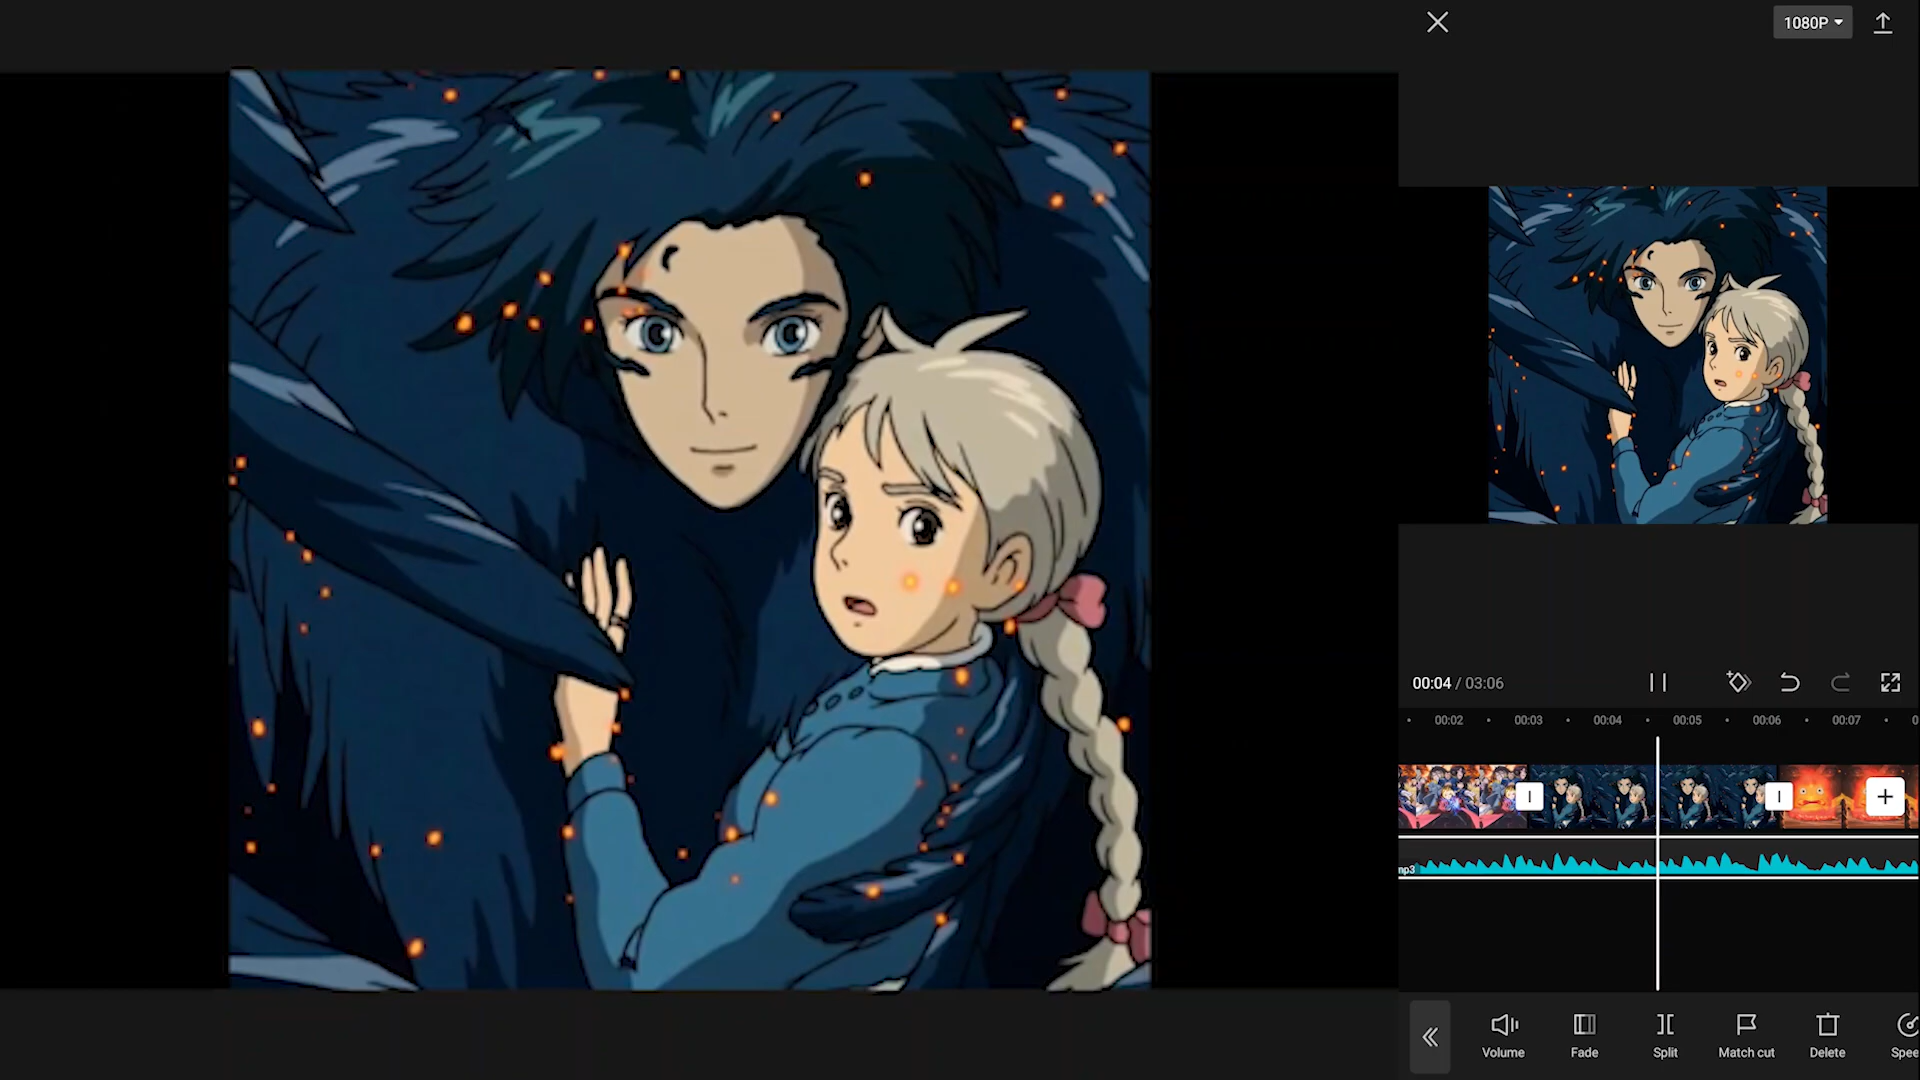 1080P
00:04 / 03:06
00:02 00:03 00:04 00:05 00:06 00:07 0
mp3
Volume Fade Split Match cut Delete Spee